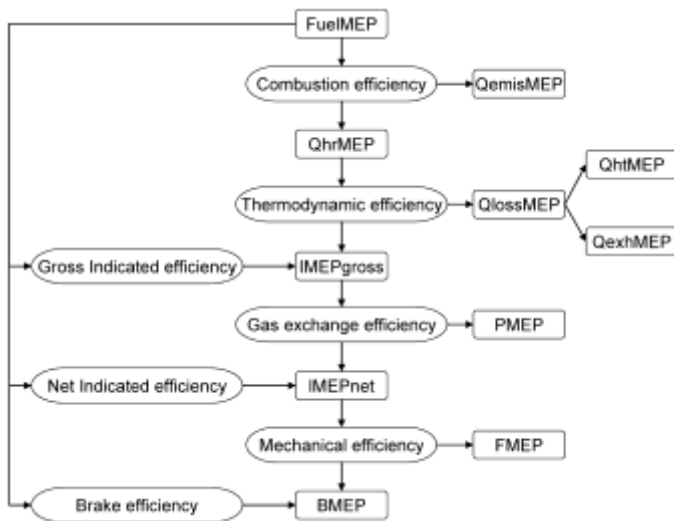 FuelMEP
Combustion efficiency
QemisMEP
QhrMEP
QhtMEP
Thermodynamic efficiency
QlossMEP
QexhMEP
Gross Indicated efficiency
IMEPgross
Gas exchange efficiency
PMEP
Net Indicated efficiency
IMEPnet
Mechanical efficiency
FMEP
Brake efficiency
BMEP